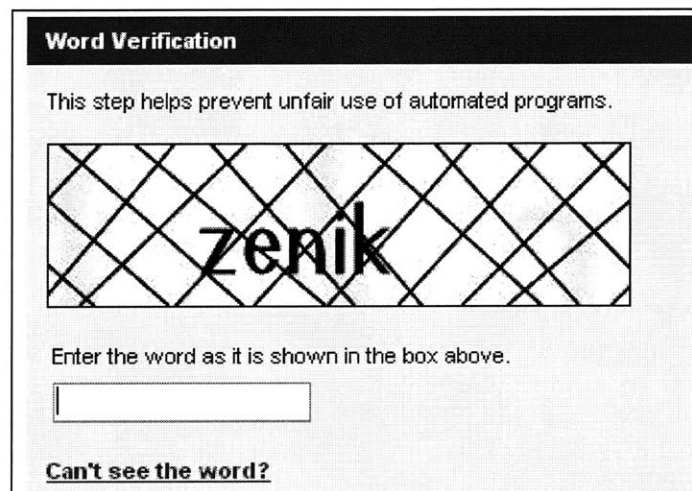 Word Verification
This step helps prevent unfair use of automated programs.
zenik
Enter the word as it is shown in the box above.
Can't see the word?